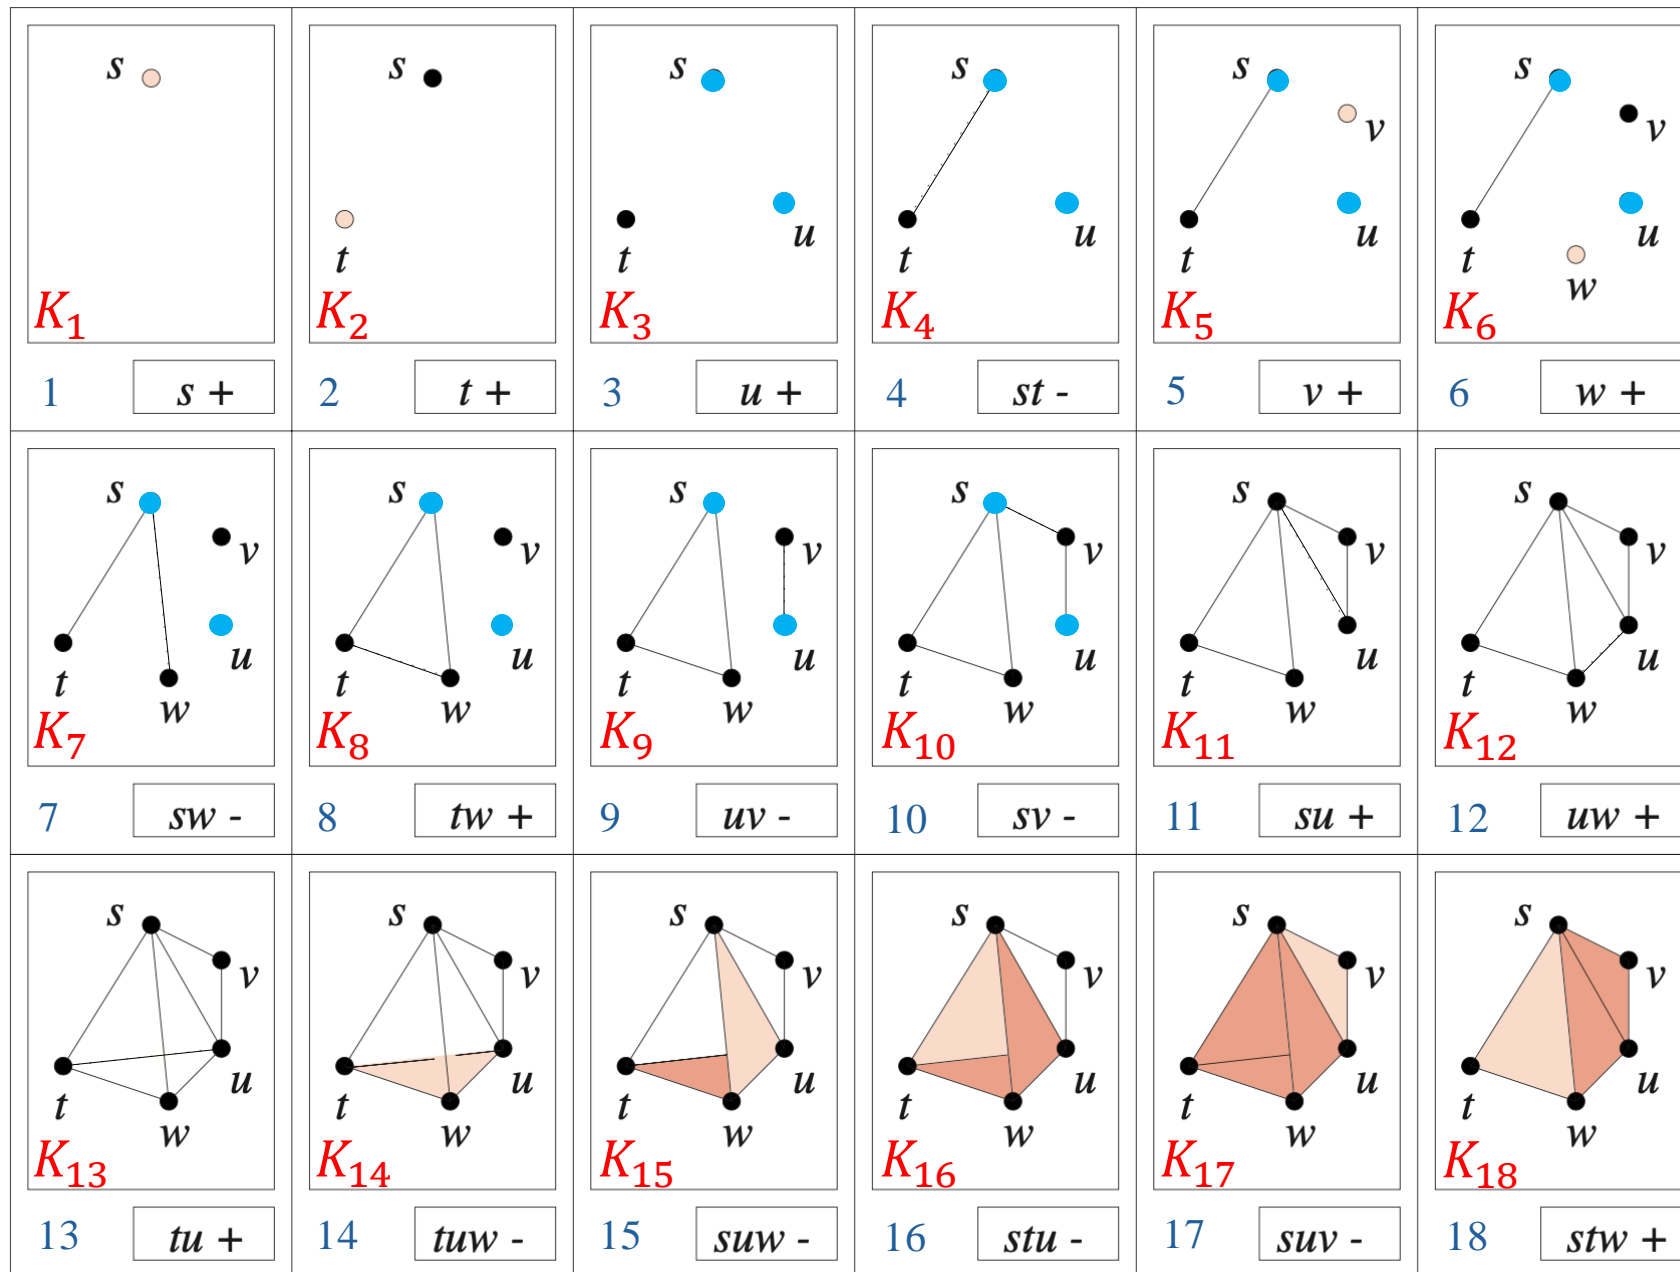 s
K1
1 s +
s
t
K2
2 t +
s
u
t
K3
3 u +
s
u
t
K4
4 st -
s
v
u
t
K5
5 v +
s
v
u
t
w
K6
6 w +
s
v
u
t
w
K7
7 sw -
s
v
u
t
w
K8
8 tw +
s
v
u
t
w
K9
9 uv -
s
v
u
t
w
K10
10 sv -
s
v
u
t
w
K11
11 su +
s
v
u
t
w
K12
12 uw +
s
v
u
t
w
K13
13 tu +
s
v
u
t
w
K14
14 tuw -
s
v
u
t
w
K15
15 suw -
s
v
u
t
w
K16
16 stu -
s
v
u
t
w
K17
17 suv -
s
v
u
t
w
K18
18 stw +